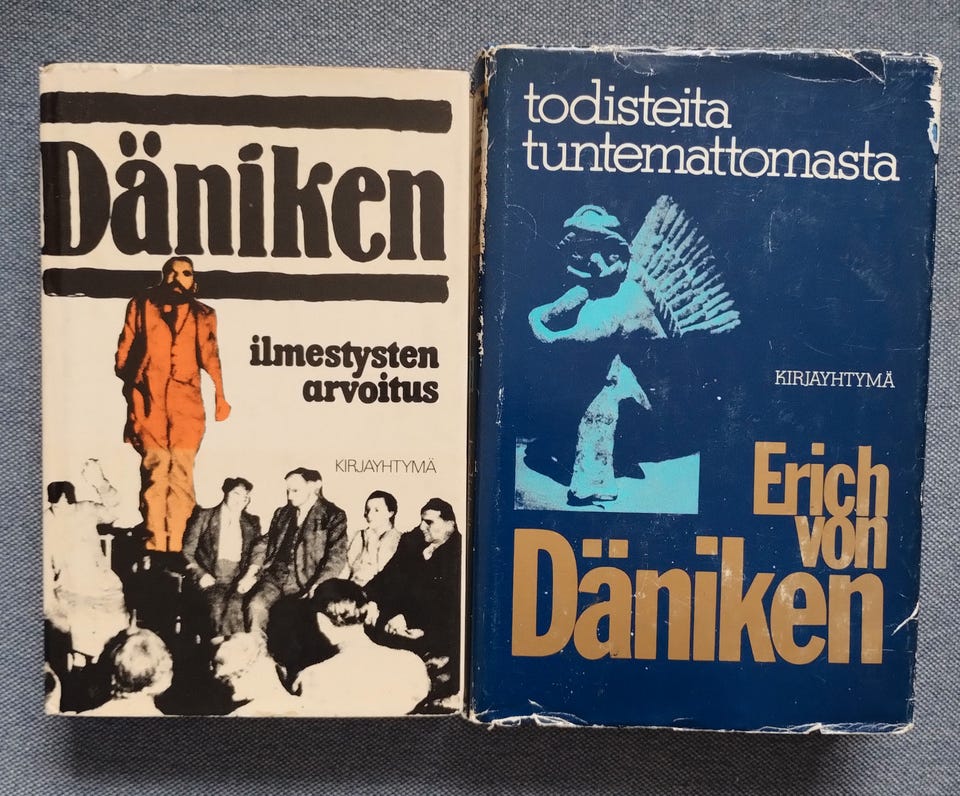 Däniken
ilmestysten
arvoitus
KIRJAYHTYMÄ
todisteita
tuntemattomasta
KIRJAYHTYMÄ
Erich
von
Däniken